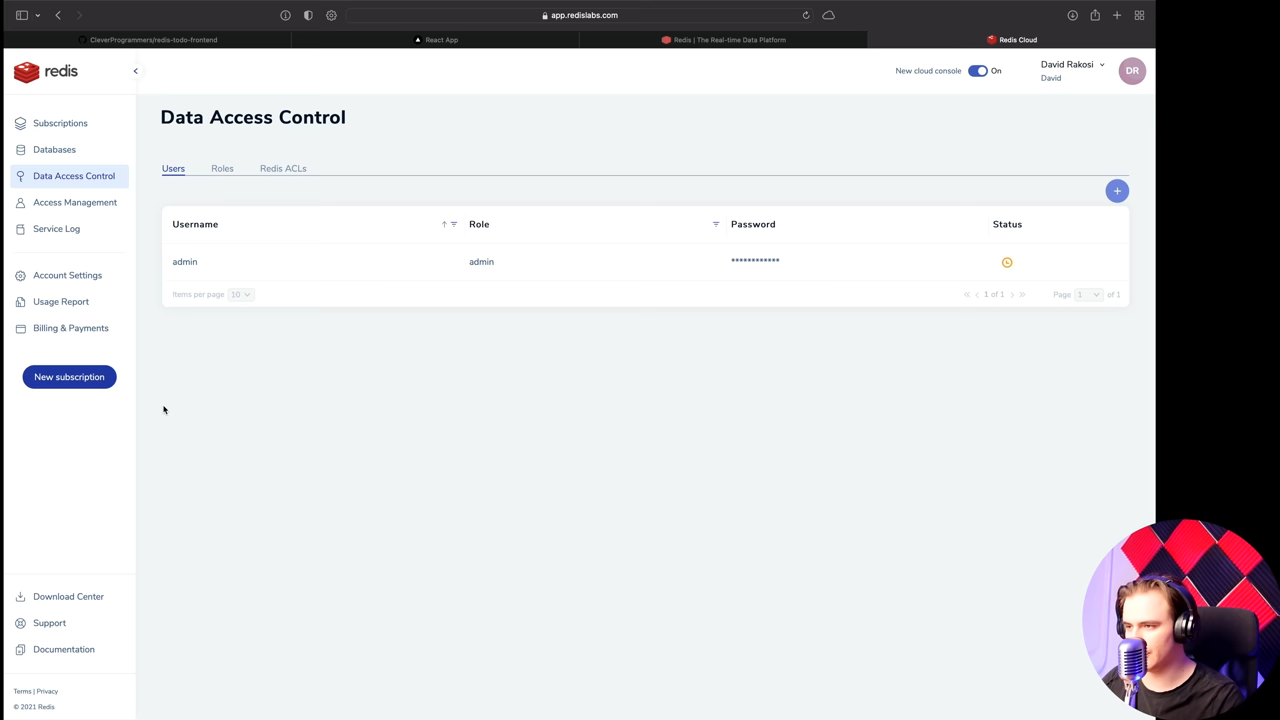 app.redislabs.com
CleverProgrammers/redis-todo-frontend
React App
Redis | The Real-time Data Platform
Redis Cloud
redis
New cloud console
On
David Rakosi
David
DR
Subscriptions
Databases
Data Access Control
Access Management
Service Log
Account Settings
Usage Report
Billing & Payments
New subscription
Download Center
Support
Documentation
Terms | Privacy
© 2021 Redis
Data Access Control
Users Roles Redis ACLs
+
Username Role Password Status
admin admin ************
Items per page 10 « ‹ 1 of 1 › » Page 1 of 1